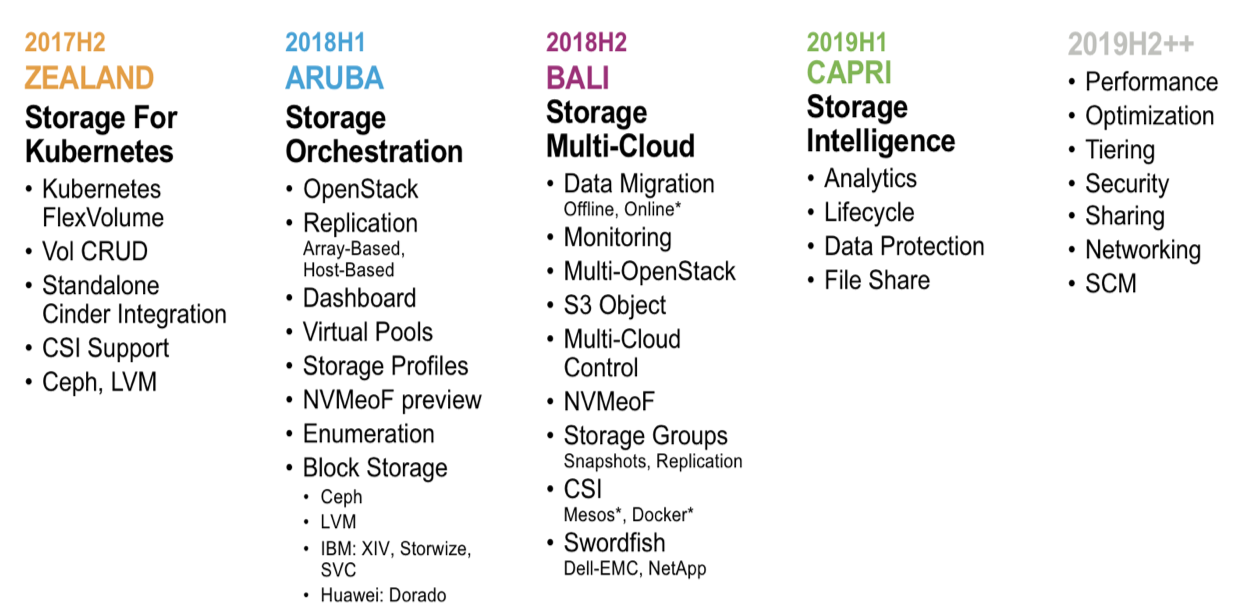 2017H2
ZEALAND
Storage For
Kubernetes
• Kubernetes
FlexVolume
• Vol CRUD
• Standalone
Cinder Integration
• CSI Support
• Ceph, LVM
2018H1
ARUBA
Storage
Orchestration
• OpenStack
• Replication
Array-Based,
Host-Based
• Dashboard
• Virtual Pools
• Storage Profiles
• NVMeoF preview
• Enumeration
• Block Storage
• Ceph
• LVM
• IBM: XIV, Storwize,
SVC
• Huawei: Dorado
2018H2
BALI
Storage
Multi-Cloud
• Data Migration
Offline, Online*
• Monitoring
• Multi-OpenStack
• S3 Object
• Multi-Cloud
Control
• NVMeoF
• Storage Groups
Snapshots, Replication
• CSI
Mesos*, Docker*
• Swordfish
Dell-EMC, NetApp
2019H1
CAPRI
Storage
Intelligence
• Analytics
• Lifecycle
• Data Protection
• File Share
2019H2++
• Performance
• Optimization
• Tiering
• Security
• Sharing
• Networking
• SCM